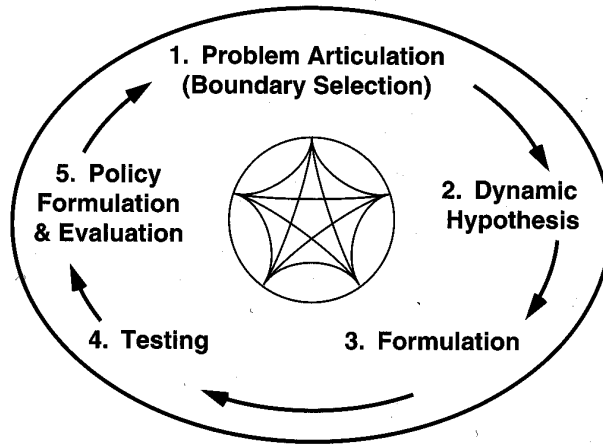 1. Problem Articulation
(Boundary Selection)
2. Dynamic
Hypothesis
3. Formulation
4. Testing
5. Policy
Formulation
& Evaluation